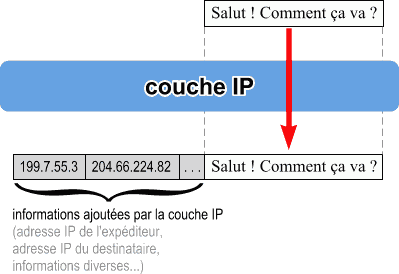 Salut ! Comment ça va ?
couche IP
199.7.55.3 204.66.224.82 ... Salut ! Comment ça va ?
informations ajoutées par la couche IP
(adresse IP de l'expéditeur,
adresse IP du destinataire,
informations diverses...)